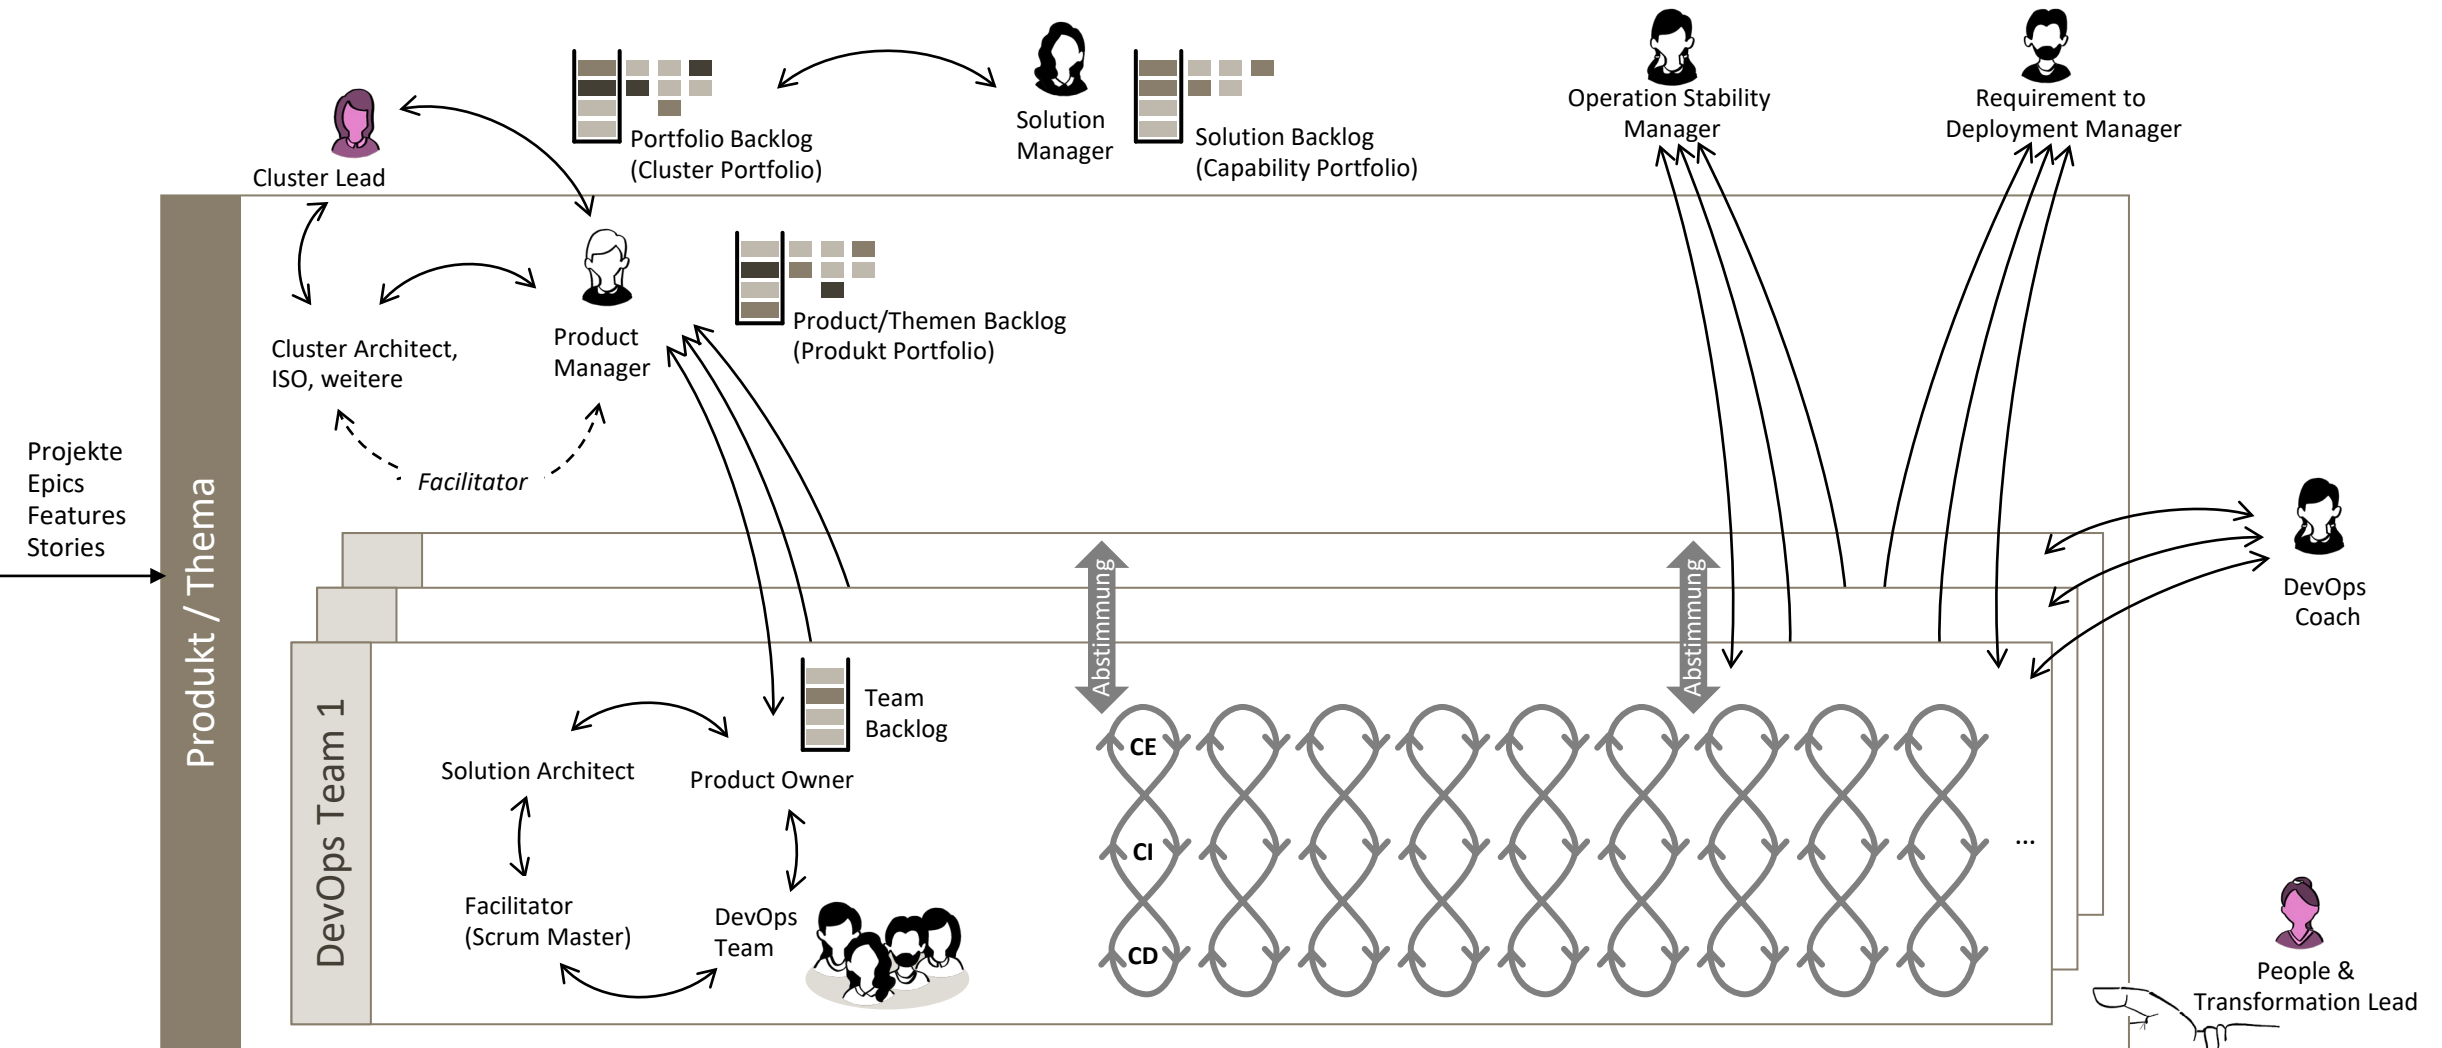 Operation Stability
Manager
Requirement to
Deployment Manager
Solution
Manager
Portfolio Backlog
(Cluster Portfolio)
Solution Backlog
(Capability Portfolio)
Cluster Lead
Product/Themen Backlog
(Produkt Portfolio)
Product
Manager
Cluster Architect,
ISO, weitere
Facilitator
Projekte
Epics
Features
Stories
Produkt / Thema
Abstimmung
Abstimmung
DevOps
Coach
DevOps Team 1
Team
Backlog
Solution Architect
Product Owner
Facilitator
(Scrum Master)
DevOps
Team
CE
CI
CD
...
People &
Transformation Lead